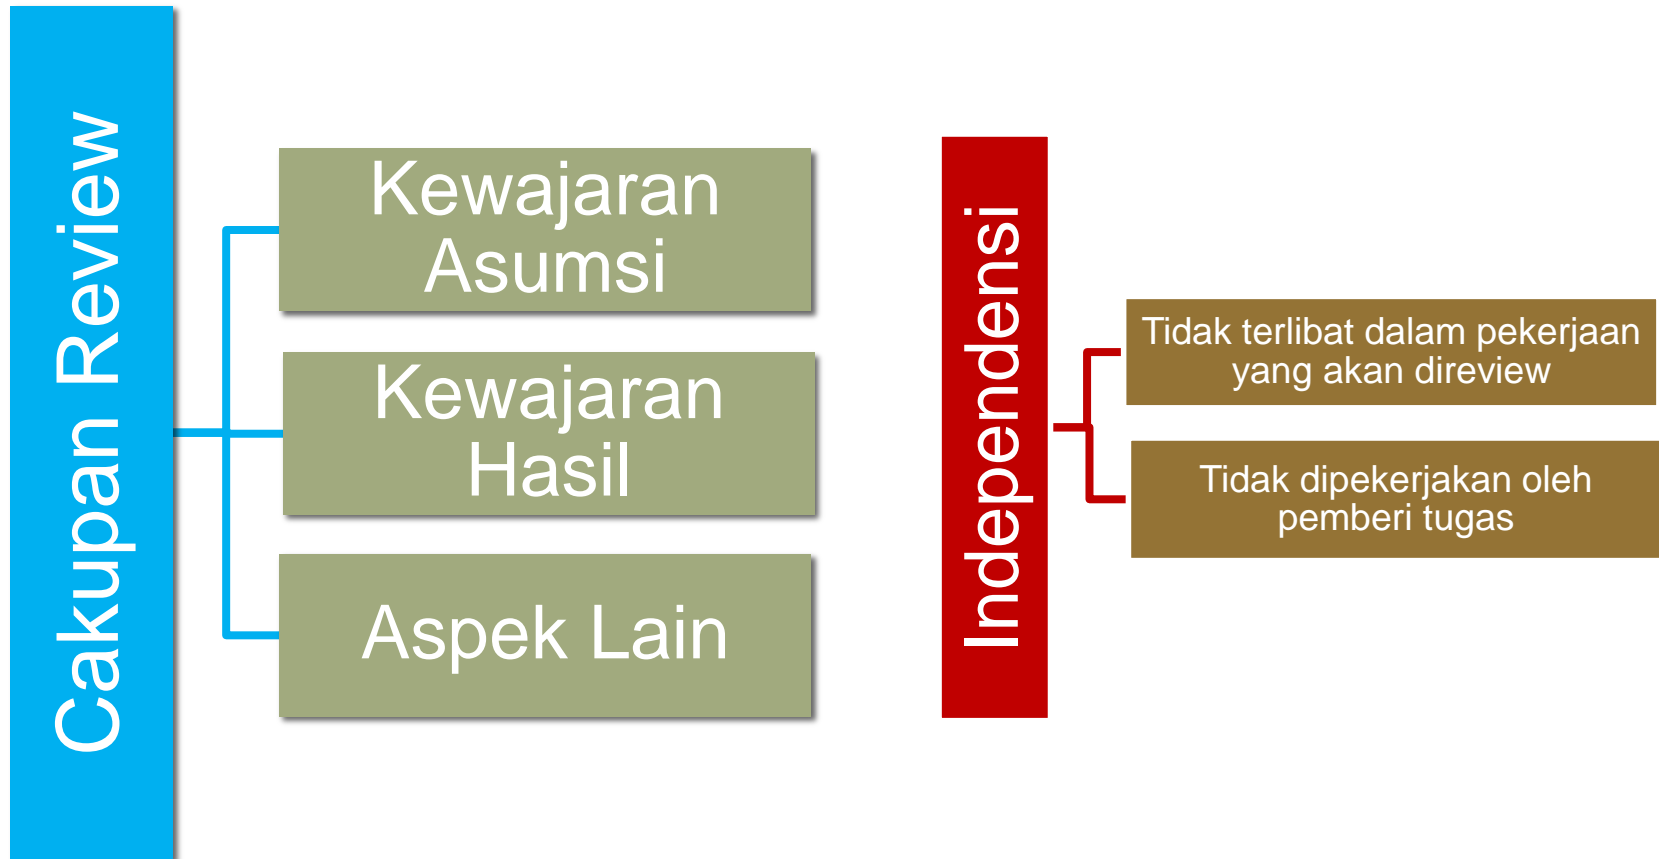 Cakupan Review
Kewajaran
Asumsi
Kewajaran
Hasil
Aspek Lain
Independensi
Tidak terlibat dalam pekerjaan
yang akan direview
Tidak dipekerjakan oleh
pemberi tugas